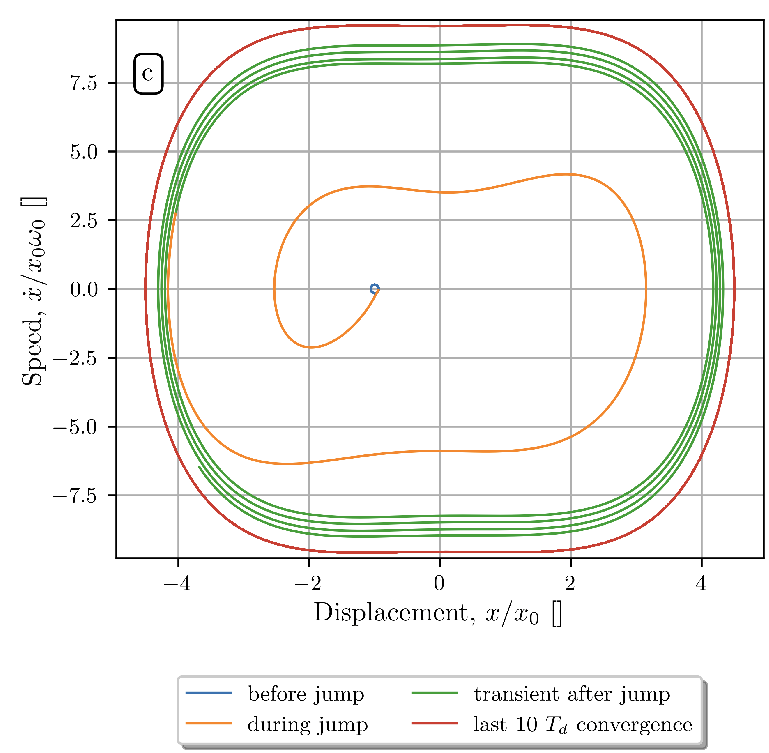 c
7.5
5.0
2.5
0.0
−2.5
−5.0
−7.5
Speed, ẋ/x₀ω₀ []
−4
−2
0
2
4
Displacement, x/x₀ []
before jump
during jump
transient after jump
last 10 T_d convergence